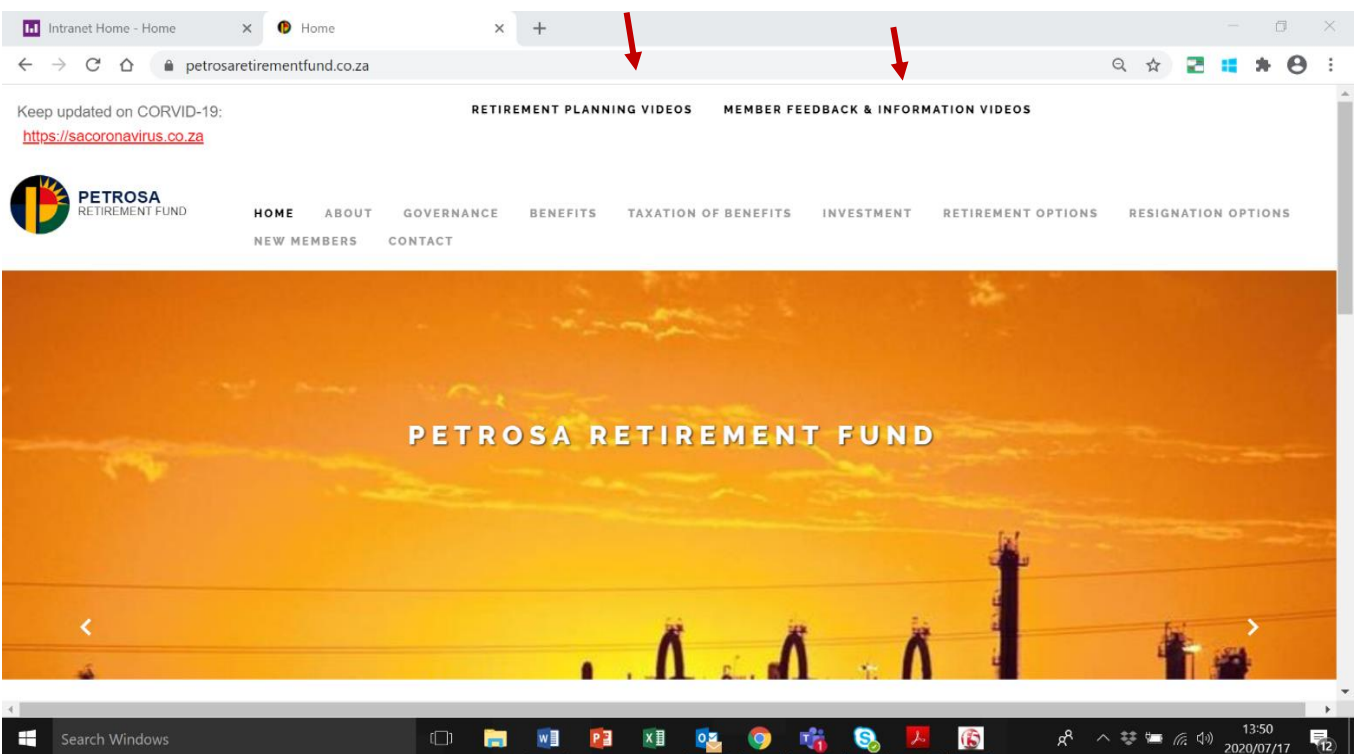 Intranet Home - Home
Home
petrosaretirementfund.co.za
Keep updated on CORVID-19:
https://sacoronavirus.co.za
RETIREMENT PLANNING VIDEOS MEMBER FEEDBACK & INFORMATION VIDEOS
PETROSA
RETIREMENT FUND
HOME ABOUT GOVERNANCE BENEFITS TAXATION OF BENEFITS INVESTMENT RETIREMENT OPTIONS RESIGNATION OPTIONS
NEW MEMBERS CONTACT
PETROSA RETIREMENT FUND
Search Windows
13:50
2020/07/17
12